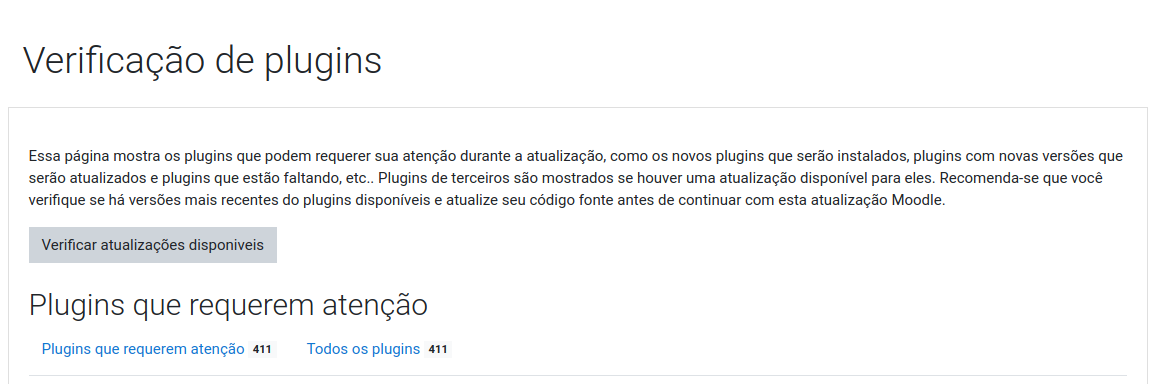 Verificação de plugins
Essa página mostra os plugins que podem requerer sua atenção durante a atualização, como os novos plugins que serão instalados, plugins com novas versões que
serão atualizados e plugins que estão faltando, etc.. Plugins de terceiros são mostrados se houver uma atualização disponível para eles. Recomenda-se que você
verifique se há versões mais recentes do plugins disponíveis e atualize seu código fonte antes de continuar com esta atualização Moodle.
Verificar atualizações disponiveis
Plugins que requerem atenção
Plugins que requerem atenção 411 Todos os plugins 411